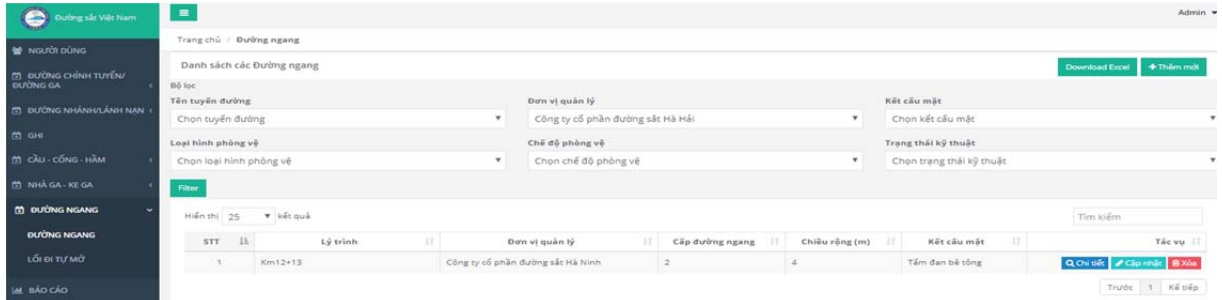 Đường sắt Việt Nam
Admin
NGƯỜI DÙNG
ĐƯỜNG CHÍNH TUYẾN/
ĐƯỜNG GA
ĐƯỜNG NHÁNH/LÁNH NẠN
GHI
CẦU - CỐNG - HẦM
NHÀ GA - KE GA
ĐƯỜNG NGANG
ĐƯỜNG NGANG
LỐI ĐI TỰ MỞ
BÁO CÁO
Trang chủ / Đường ngang
Danh sách các Đường ngang
Download Excel
+ Thêm mới
Bộ lọc
Tên tuyến đường
Đơn vị quản lý
Kết cấu mặt
Chọn tuyến đường
Công ty cổ phần đường sắt Hà Hải
Chọn kết cấu mặt
Loại hình phòng vệ
Chế độ phòng vệ
Trạng thái kỹ thuật
Chọn loại hình phòng vệ
Chọn chế độ phòng vệ
Chọn trạng thái kỹ thuật
Filter
Hiển thị 25 kết quả
Tìm kiếm
STT Lý trình Đơn vị quản lý Cấp đường ngang Chiều rộng (m) Kết cấu mặt Tác vụ
1 Km12+13 Công ty cổ phần đường sắt Hà Ninh 2 4 Tấm đan bê tông Chi tiết Cập nhật Xóa
Trước 1 Kế tiếp